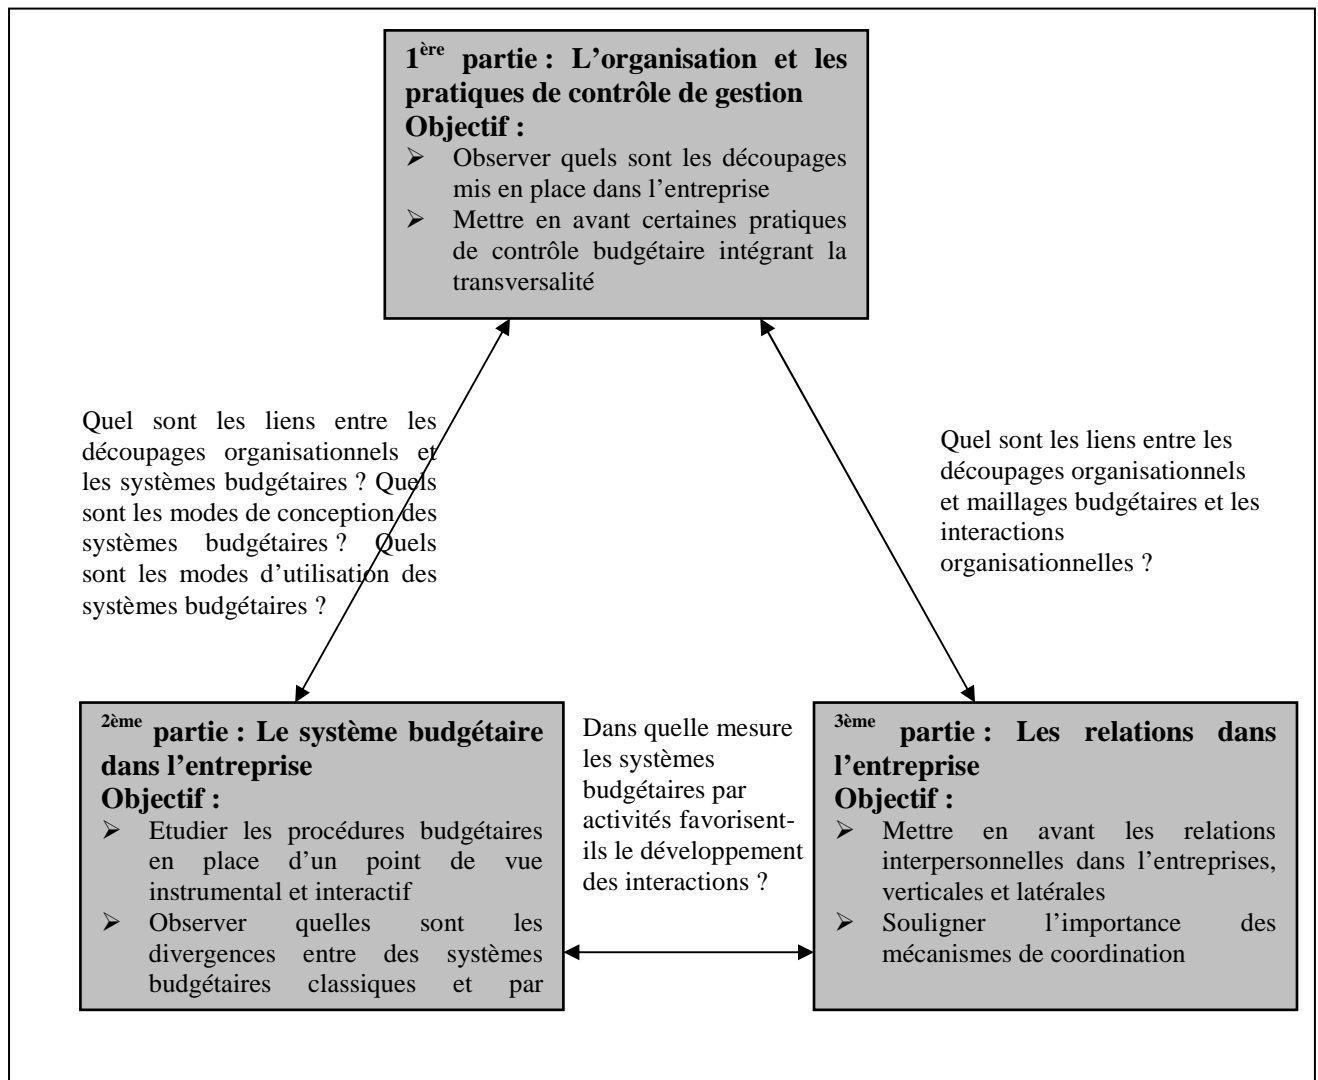 1ère partie : L’organisation et les
pratiques de contrôle de gestion
Objectif :
➢ Observer quels sont les découpages
mis en place dans l’entreprise
➢ Mettre en avant certaines pratiques
de contrôle budgétaire intégrant la
transversalité
Quel sont les liens entre les
découpages organisationnels et
les systèmes budgétaires ? Quels
sont les modes de conception des
systèmes budgétaires ? Quels
sont les modes d’utilisation des
systèmes budgétaires ?
Quel sont les liens entre les
découpages organisationnels
et maillages budgétaires et les
interactions
organisationnelles ?
2ème partie : Le système budgétaire
dans l’entreprise
Objectif :
➢ Etudier les procédures budgétaires
en place d’un point de vue
instrumental et interactif
➢ Observer quelles sont les
divergences entre des systèmes
budgétaires classiques et par
Dans quelle mesure
les systèmes
budgétaires par
activités favorisent-
ils le développement
des interactions ?
3ème partie : Les relations dans
l’entreprise
Objectif :
➢ Mettre en avant les relations
interpersonnelles dans l’entreprises,
verticales et latérales
➢ Souligner l’importance des
mécanismes de coordination